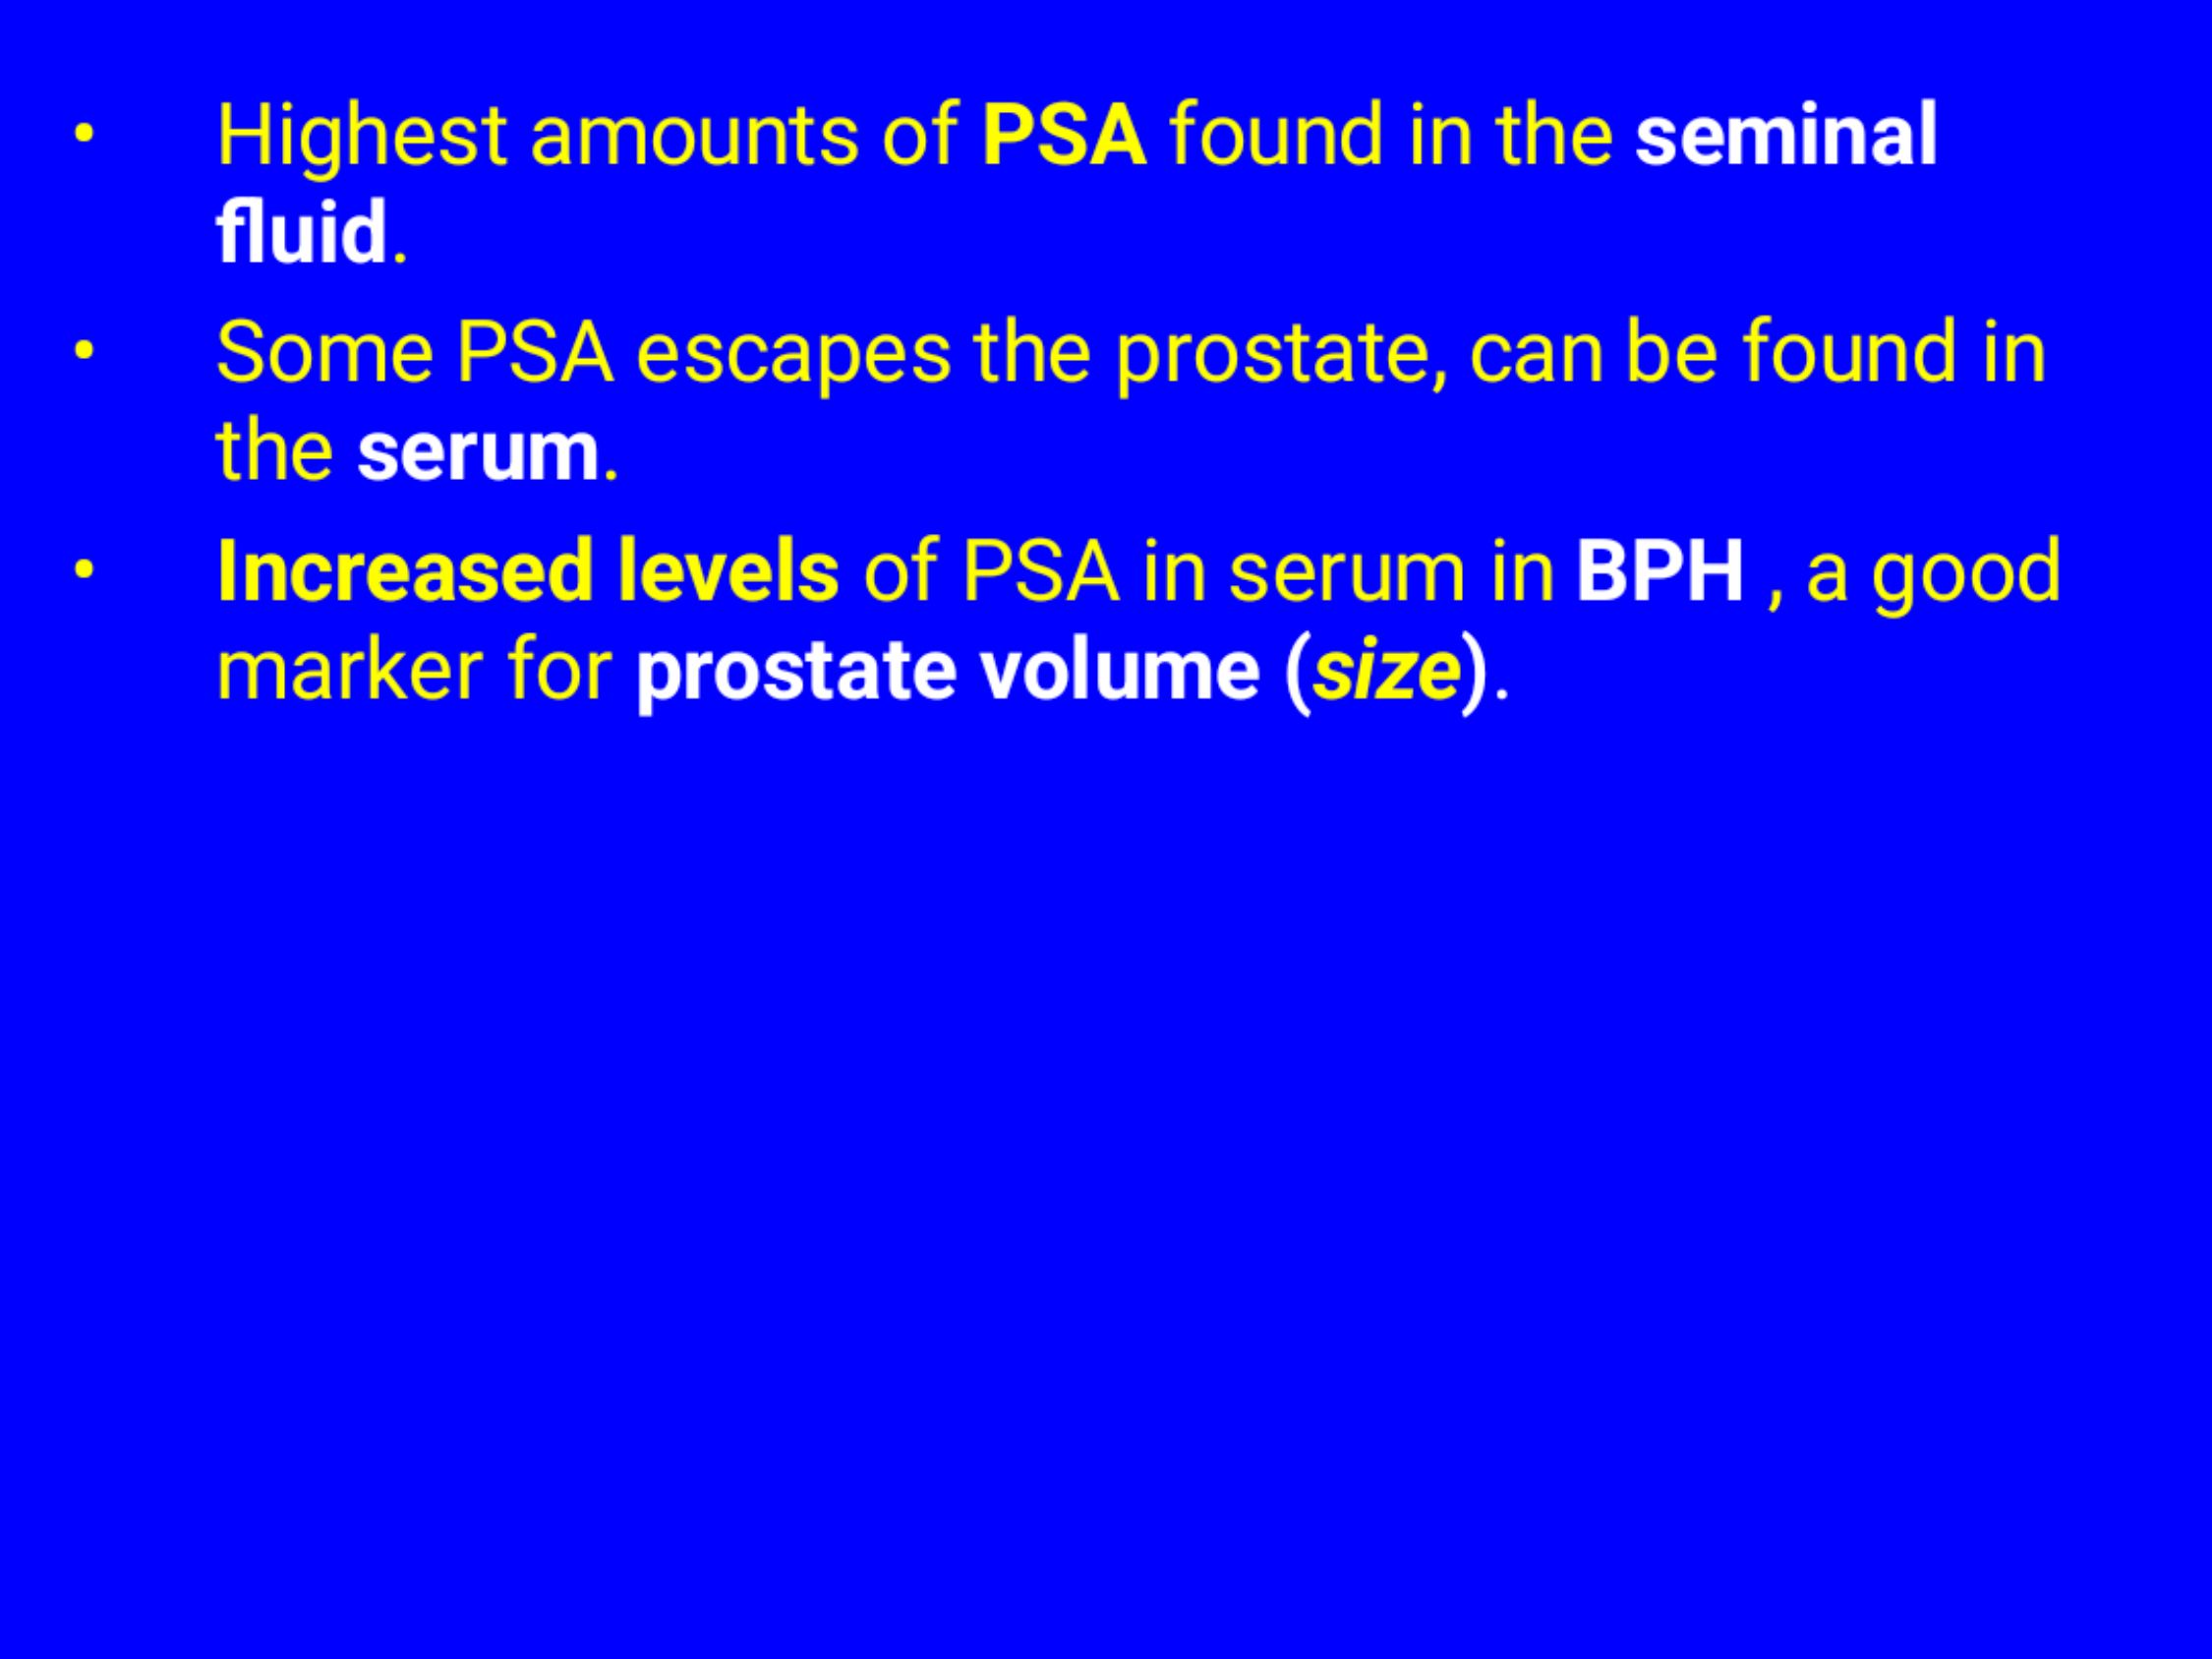 • Highest amounts of PSA found in the seminal
fluid.
• Some PSA escapes the prostate, can be found in
the serum.
• Increased levels of PSA in serum in BPH , a good
marker for prostate volume (size).